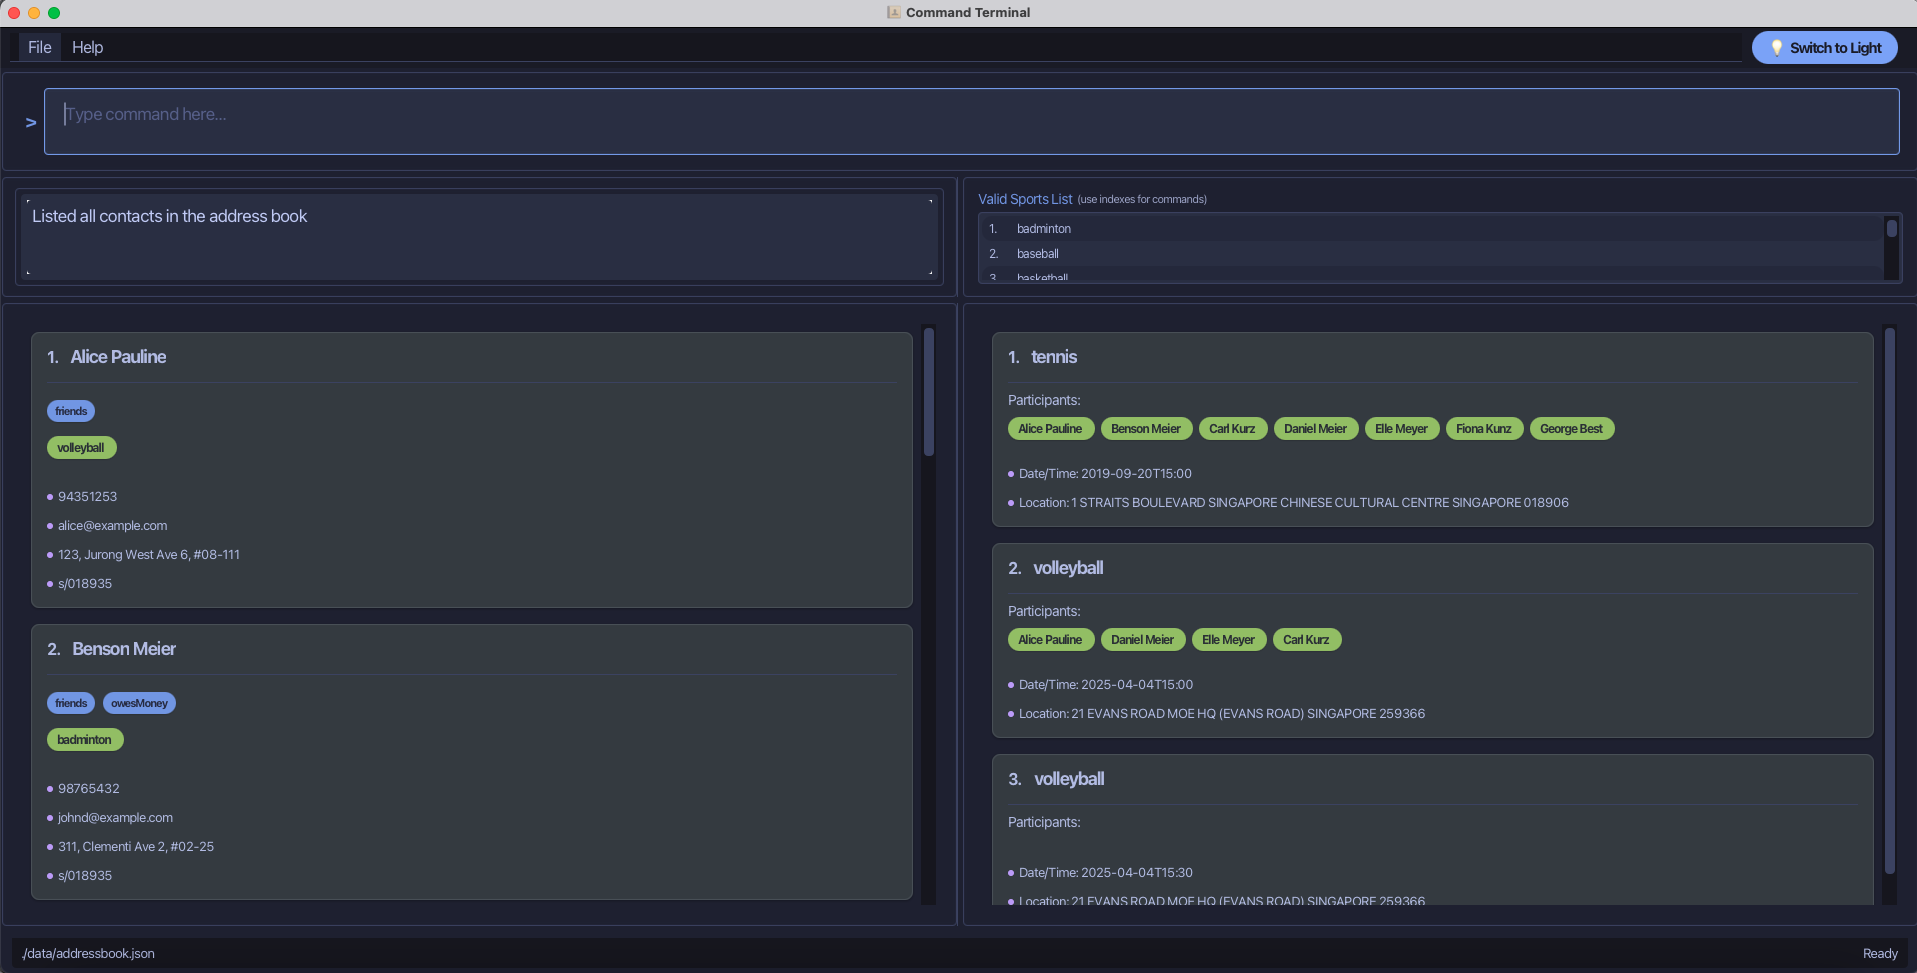 Command Terminal
File Help
Switch to Light
>
Type command here...
Listed all contacts in the address book
Valid Sports List (use indexes for commands)
1. badminton
2. baseball
3. basketball
1. Alice Pauline
friends
volleyball
94351253
alice@example.com
123, Jurong West Ave 6, #08-111
s/018935
2. Benson Meier
friends owesMoney
badminton
98765432
johnd@example.com
311, Clementi Ave 2, #02-25
s/018935
1. tennis
Participants:
Alice Pauline Benson Meier Carl Kurz Daniel Meier Elle Meyer Fiona Kunz George Best
Date/Time: 2019-09-20T15:00
Location: 1 STRAITS BOULEVARD SINGAPORE CHINESE CULTURAL CENTRE SINGAPORE 018906
2. volleyball
Participants:
Alice Pauline Daniel Meier Elle Meyer Carl Kurz
Date/Time: 2025-04-04T15:00
Location: 21 EVANS ROAD MOE HQ (EVANS ROAD) SINGAPORE 259366
3. volleyball
Participants:
Date/Time: 2025-04-04T15:30
Location: 21 EVANS ROAD MOE HQ (EVANS ROAD) SINGAPORE 259366
./data/addressbook.json
Ready